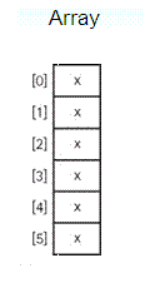 Array
[0] x
[1] x
[2] x
[3] x
[4] x
[5] x